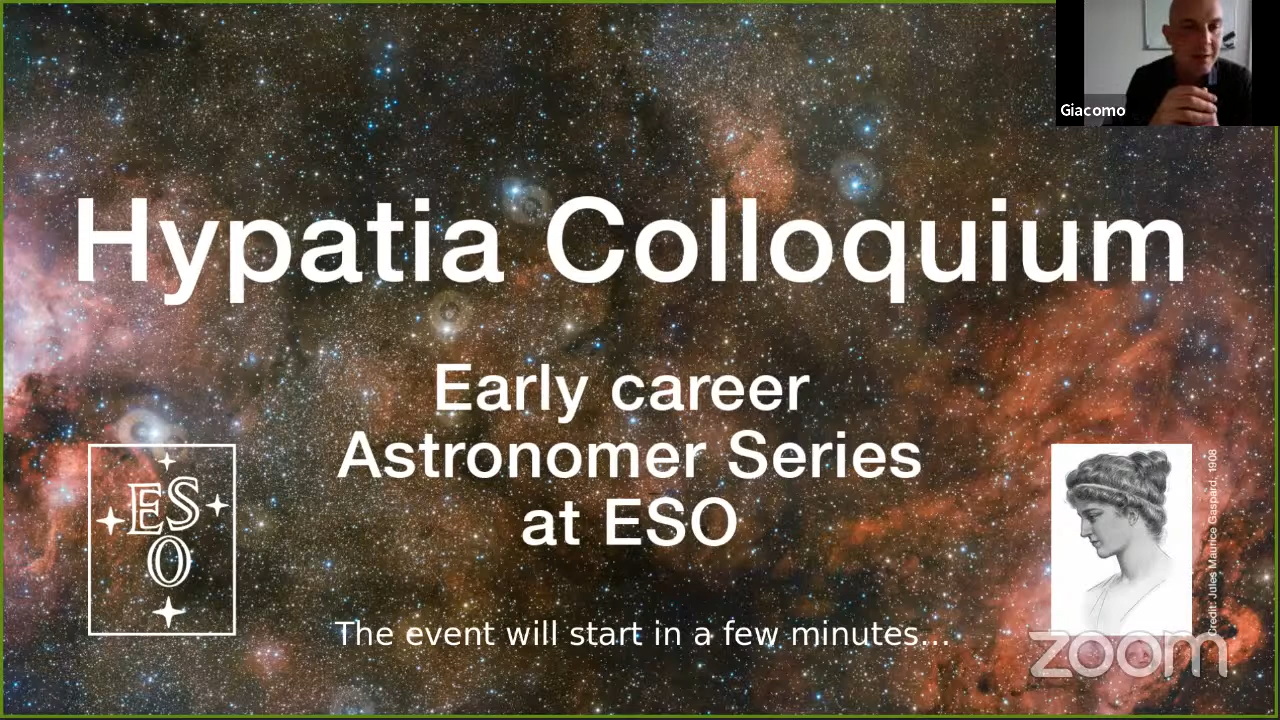 Giacomo
Hypatia Colloquium
Early career
Astronomer Series
at ESO
ES
O
Credit: Jules Maurice Gaspard, 1908
The event will start in a few minutes...
zoom